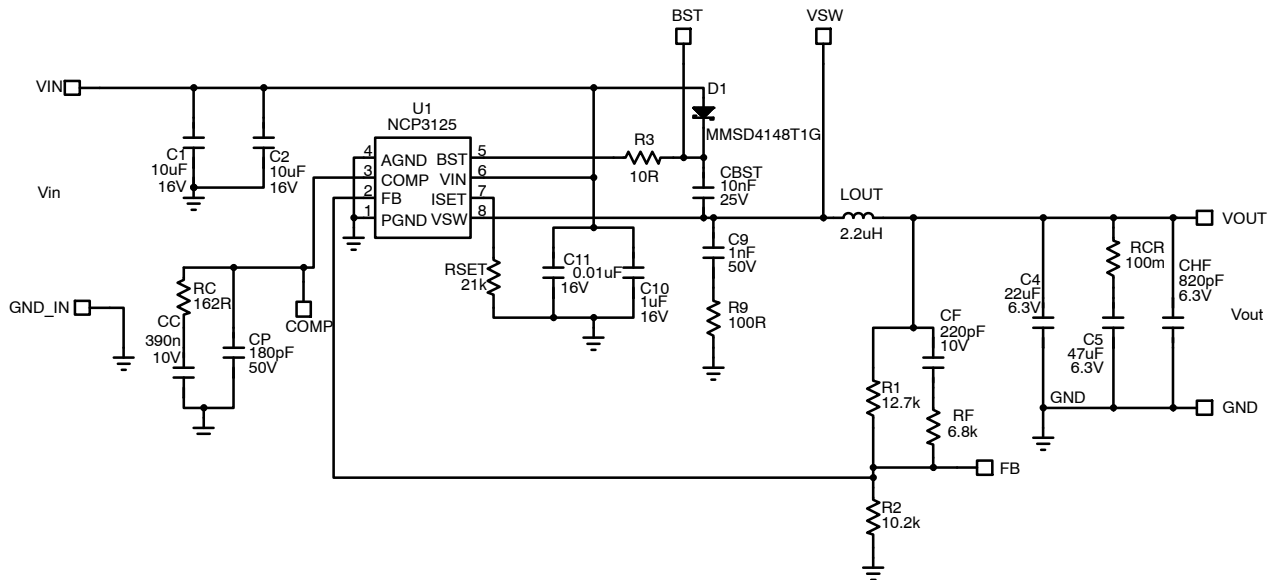 BST
VSW
VIN
D1
MMSD4148T1G
U1
NCP3125
C1
10uF
16V
C2
10uF
16V
Vin
4 AGND BST 5
3 COMP VIN 6
2 FB ISET 7
1 PGND VSW 8
R3
10R
CBST
10nF
25V
LOUT
2.2uH
VOUT
C9
1nF
50V
R9
100R
RSET
21k
C11
0.01uF
16V
C10
1uF
16V
RC
162R
CC
390n
10V
CP
180pF
50V
COMP
GND_IN
C4
22uF
6.3V
RCR
100m
C5
47uF
6.3V
CHF
820pF
6.3V
Vout
CF
220pF
10V
R1
12.7k
RF
6.8k
GND
GND
FB
R2
10.2k